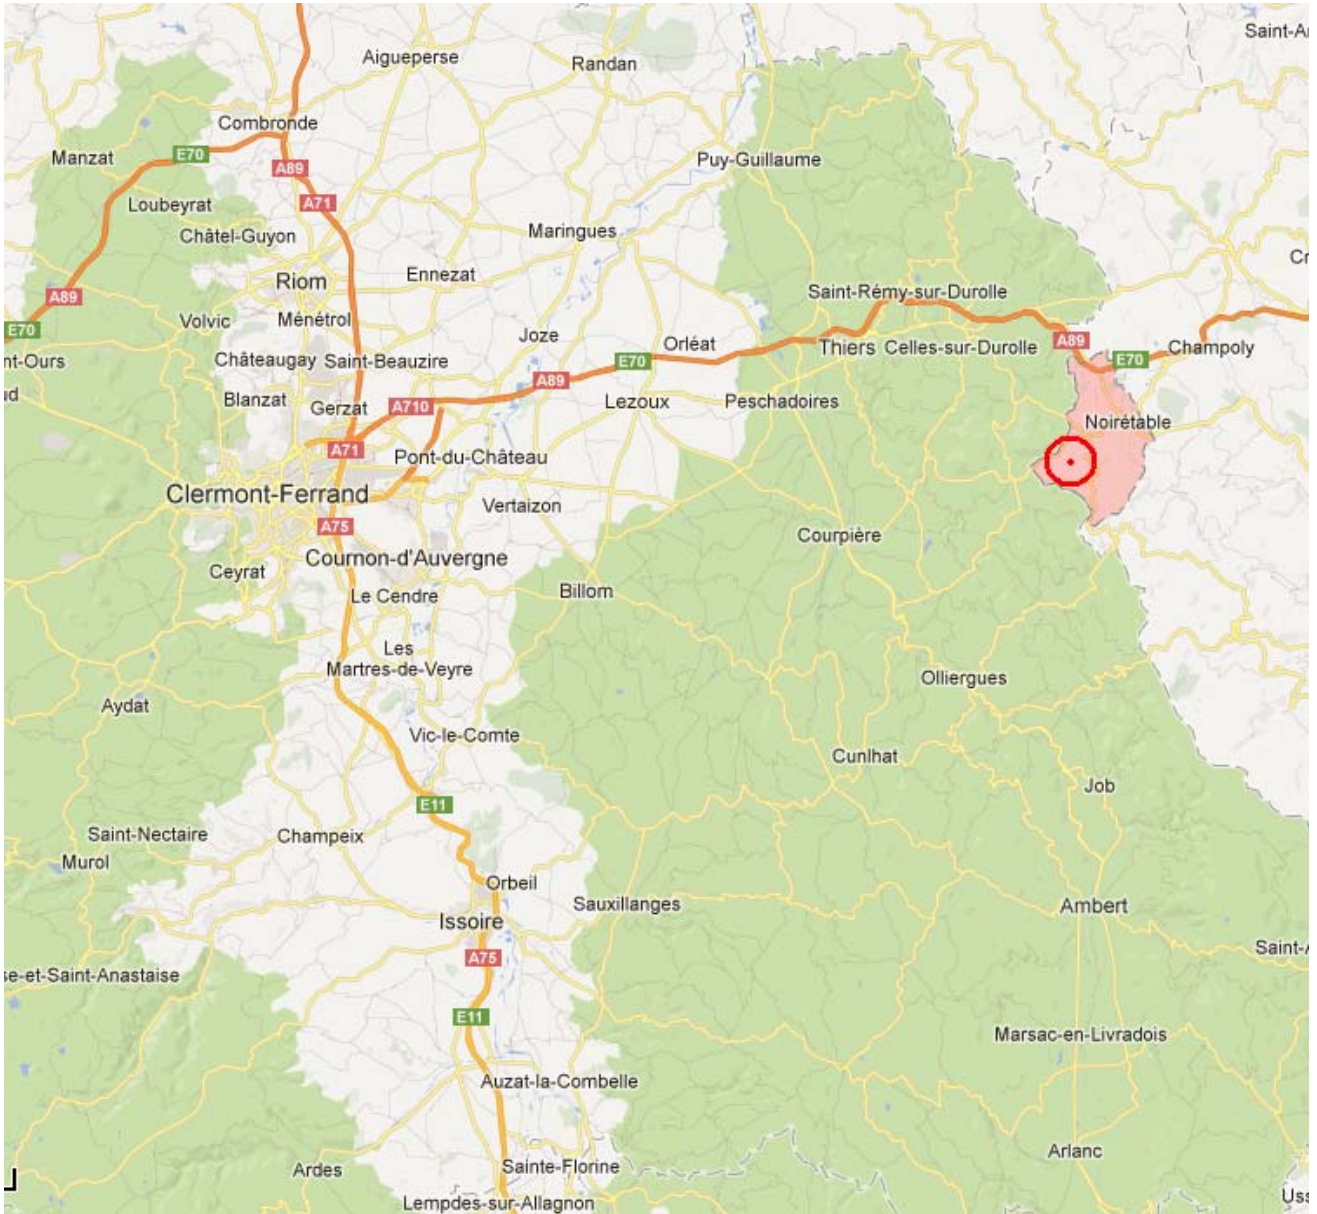 Saint-A
Aigueperse
Randan
Combronde
E70
Manzat
Puy-Guillaume
A89
Loubeyrat
A71
Châtel-Guyon
Maringues
Cr
Riom
Ennezat
A89
Saint-Rémy-sur-Durolle
E70
Volvic
Ménétrol
Joze
Orléat
A89
Thiers
Celles-sur-Durolle
Champoly
nt-Ours
Châteaugay
Saint-Beauzire
E70
E70
A89
ud
Blanzat
Gerzat
A710
Lezoux
Peschadoires
Noirétable
A71
Pont-du-Château
Clermont-Ferrand
Vertaizon
A75
Courpière
Cournon-d'Auvergne
Ceyrat
Billom
Le Cendre
Les
Martres-de-Veyre
Olliergues
Aydat
Vic-le-Comte
Cunlhat
Job
E11
Saint-Nectaire
Champeix
Murol
Orbeil
Sauxillanges
Ambert
Issoire
Saint-A
A75
se-et-Saint-Anastaise
E11
Marsac-en-Livradois
Auzat-la-Combelle
Arlanc
Ardes
Sainte-Florine
Lempdes-sur-Allagnon
Uss